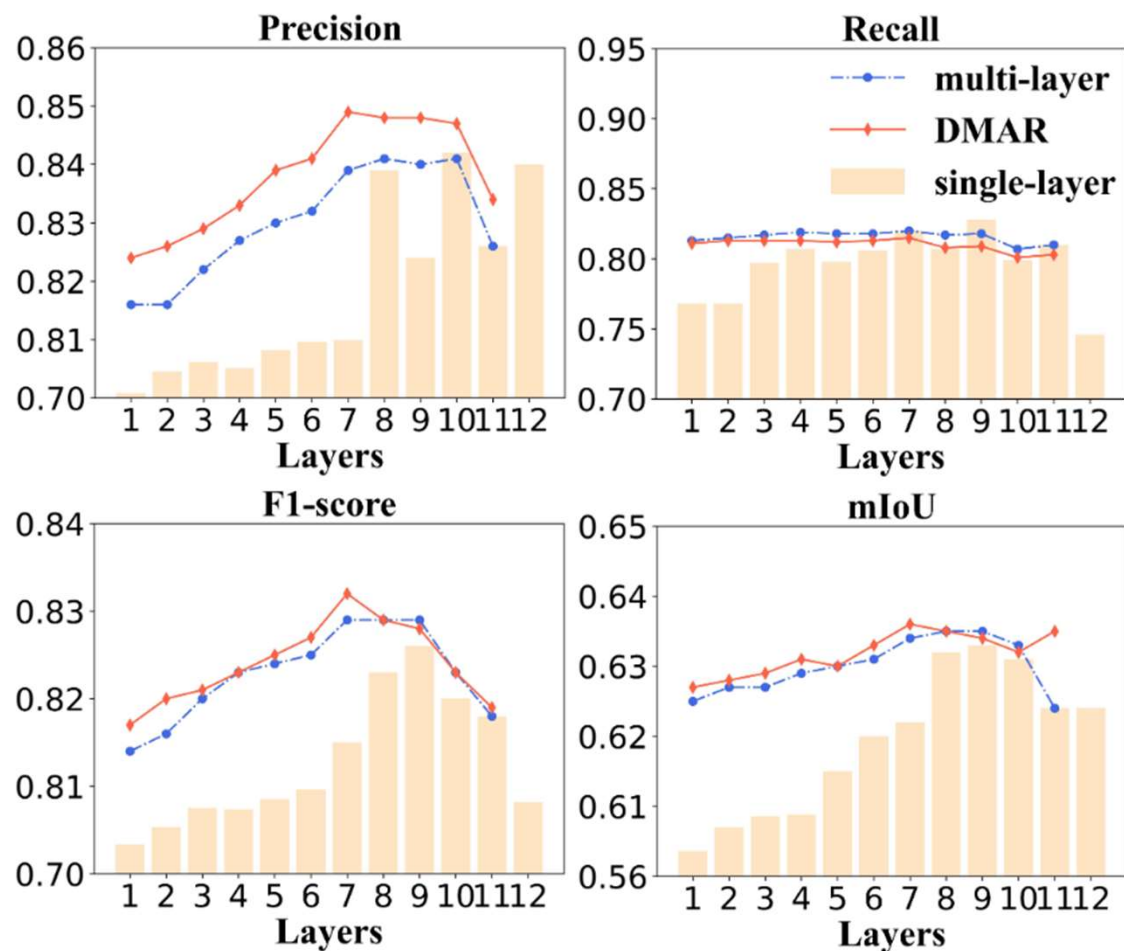 Precision
0.86
0.85
0.84
0.83
0.82
0.81
0.70
1 2 3 4 5 6 7 8 9 10 11 12
Layers
Recall
0.95
0.90
0.85
0.80
0.75
0.70
multi-layer
DMAR
single-layer
1 2 3 4 5 6 7 8 9 10 11 12
Layers
F1-score
0.84
0.83
0.82
0.81
0.70
1 2 3 4 5 6 7 8 9 10 11 12
Layers
mIoU
0.65
0.64
0.63
0.62
0.61
0.56
1 2 3 4 5 6 7 8 9 10 11 12
Layers